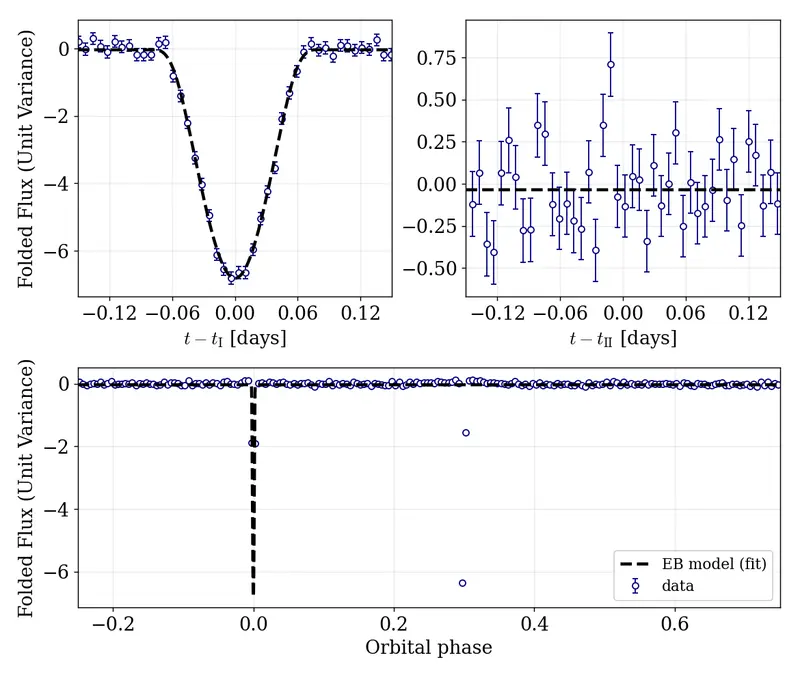 Folded Flux (Unit Variance)
0
−2
−4
−6
−0.12 −0.06 0.00 0.06 0.12
t − tI [days]
0.75
0.50
0.25
0.00
−0.25
−0.50
−0.12 −0.06 0.00 0.06 0.12
t − tII [days]
Folded Flux (Unit Variance)
0
−2
−4
−6
EB model (fit)
data
−0.2 0.0 0.2 0.4 0.6
Orbital phase